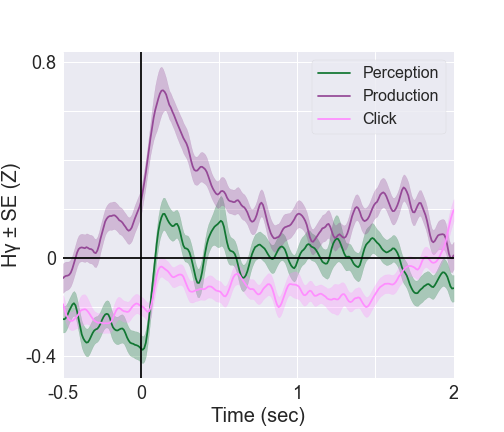 Perception
Production
Click
Hγ ± SE (Z)
0.8
0
-0.4
-0.5 0 1 2
Time (sec)